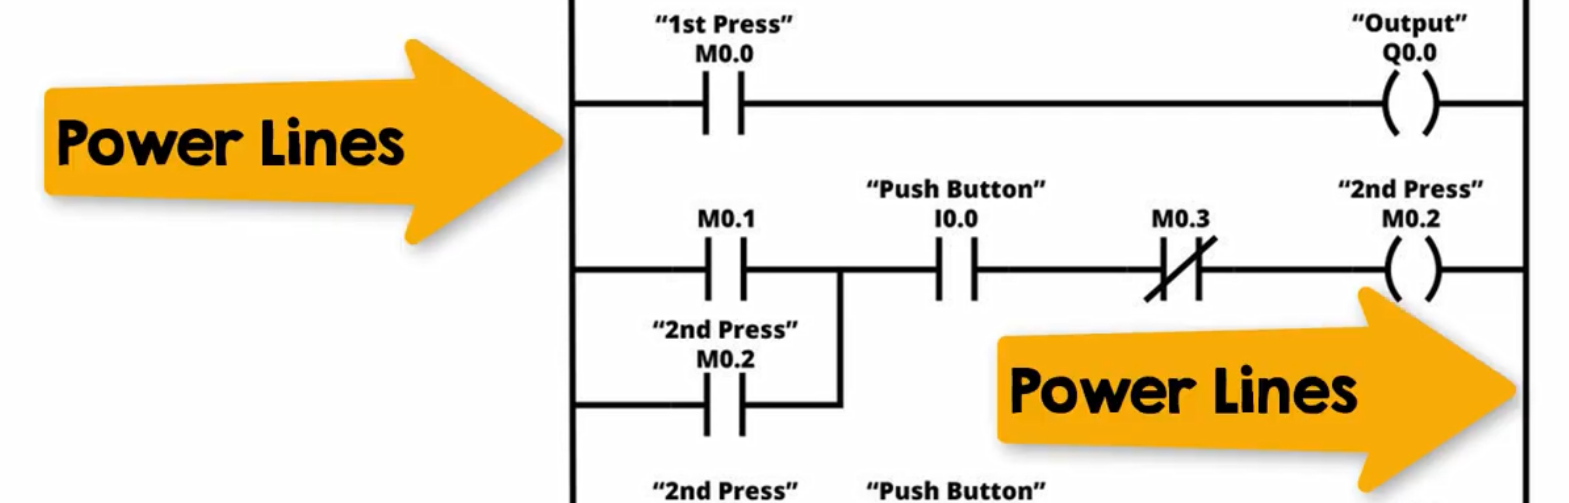 “1st Press”
M0.0
“Output”
Q0.0
Power Lines
“Push Button”
“2nd Press”
M0.1
I0.0
M0.3
M0.2
“2nd Press”
M0.2
Power Lines
“2nd Press”
“Push Button”